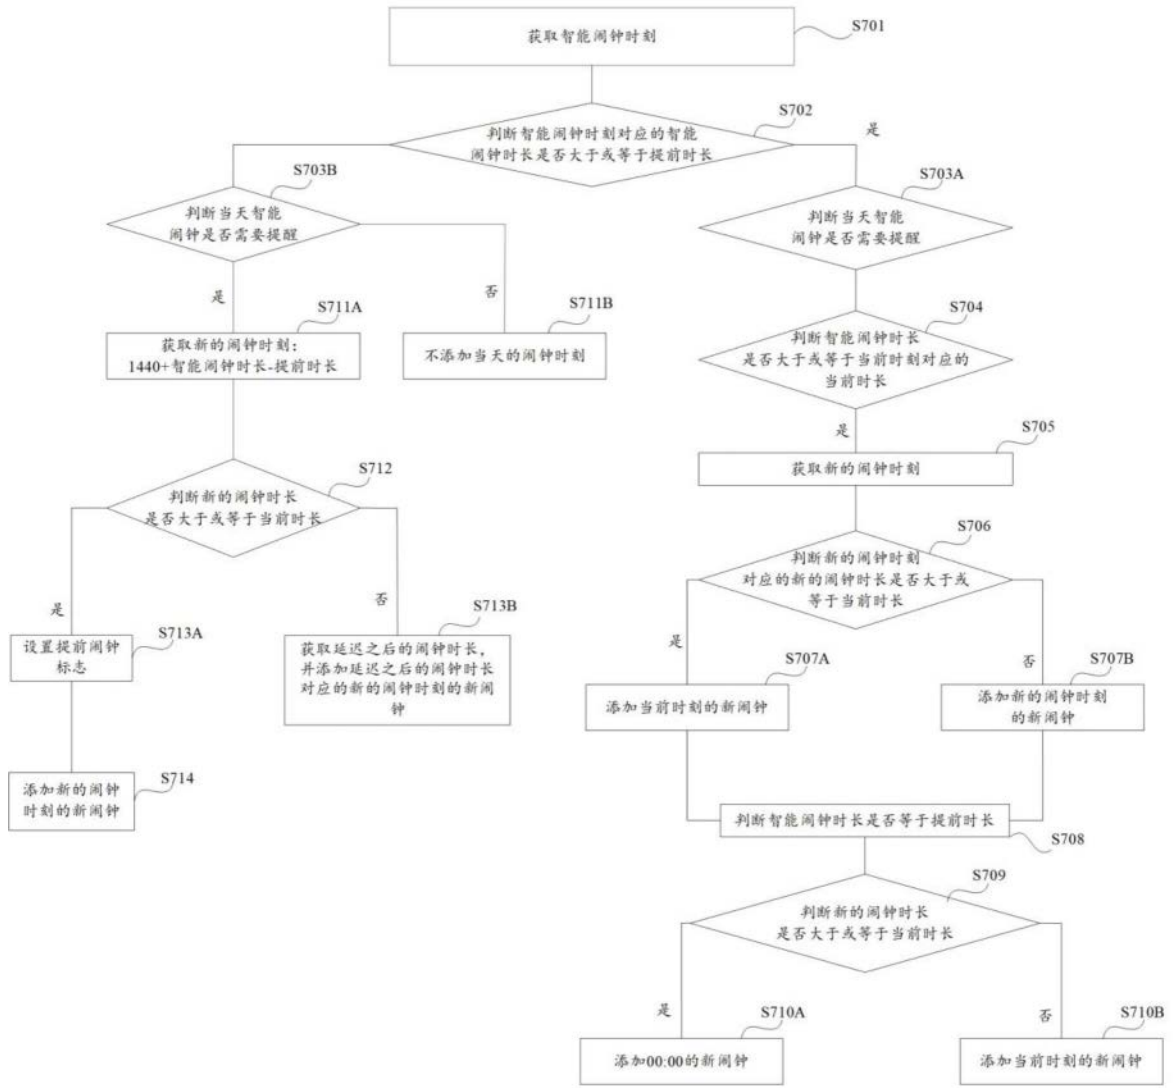 获取智能闹钟时刻
S701
S702
判断智能闹钟时刻对应的智能
闹钟时长是否大于或等于提前时长
是
S703B
判断当天智能
闹钟是否需要提醒
S703A
判断当天智能
闹钟是否需要提醒
是
否
S711A
获取新的闹钟时刻:
1440+智能闹钟时长-提前时长
S711B
不添加当天的闹钟时刻
S704
判断智能闹钟时长
是否大于或等于当前时刻对应的
当前时长
是
S705
获取新的闹钟时刻
S712
判断新的闹钟时长
是否大于或等于当前时长
S706
判断新的闹钟时刻
对应的新的闹钟时长是否大于或
等于当前时长
是
否
S713A
设置提前闹钟
标志
S713B
获取延迟之后的闹钟时长,
并添加延迟之后的闹钟时长
对应的新的闹钟时刻的新闹
钟
是
否
S707A
添加当前时刻的新闹钟
S707B
添加新的闹钟时刻
的新闹钟
S714
添加新的闹钟
时刻的新闹钟
判断智能闹钟时长是否等于提前时长
S708
S709
判断新的闹钟时长
是否大于或等于当前时长
是
否
S710A
添加00:00的新闹钟
S710B
添加当前时刻的新闹钟